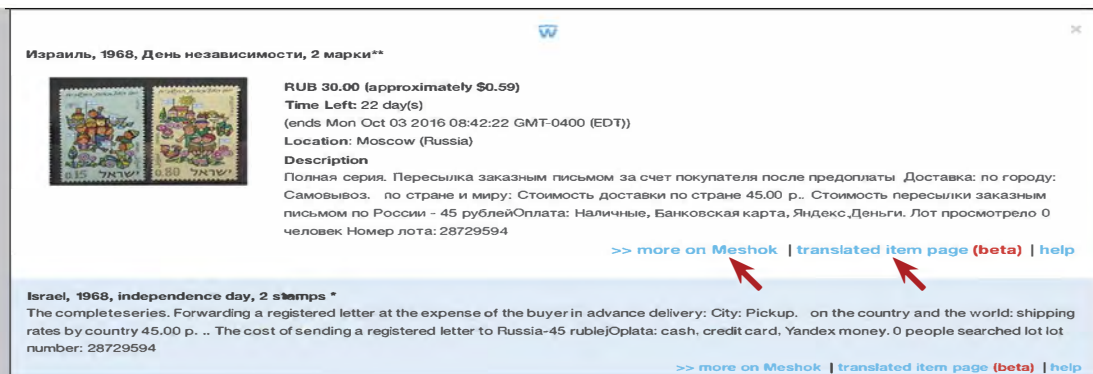 W
Израиль, 1968, День независимости, 2 марки**
0.15 ישראל
0.80 ישראל
RUB 30.00 (approximately $0.59)
Time Left: 22 day(s)
(ends Mon Oct 03 2016 08:42:22 GMT-0400 (EDT))
Location: Moscow (Russia)
Description
Полная серия. Пересылка заказным письмом за счет покупателя после предоплаты Доставка: по городу:
Самовывоз. по стране и миру: Стоимость доставки по стране 45.00 р.. Стоимость пересылки заказным
письмом по России - 45 рублейОплата: Наличные, Банковская карта, Яндекс.Деньги. Лот просмотрело 0
человек Номер лота: 28729594
>> more on Meshok | translated item page (beta) | help
Israel, 1968, independence day, 2 stamps *
The completeseries. Forwarding a registered letter at the expense of the buyer in advance delivery: City: Pickup. on the country and the world: shipping
rates by country 45.00 p. .. The cost of sending a registered letter to Russia-45 rublejOplata: cash, credit card, Yandex money. 0 people searched lot lot
number: 28729594
>> more on Meshok | translated item page (beta) | help